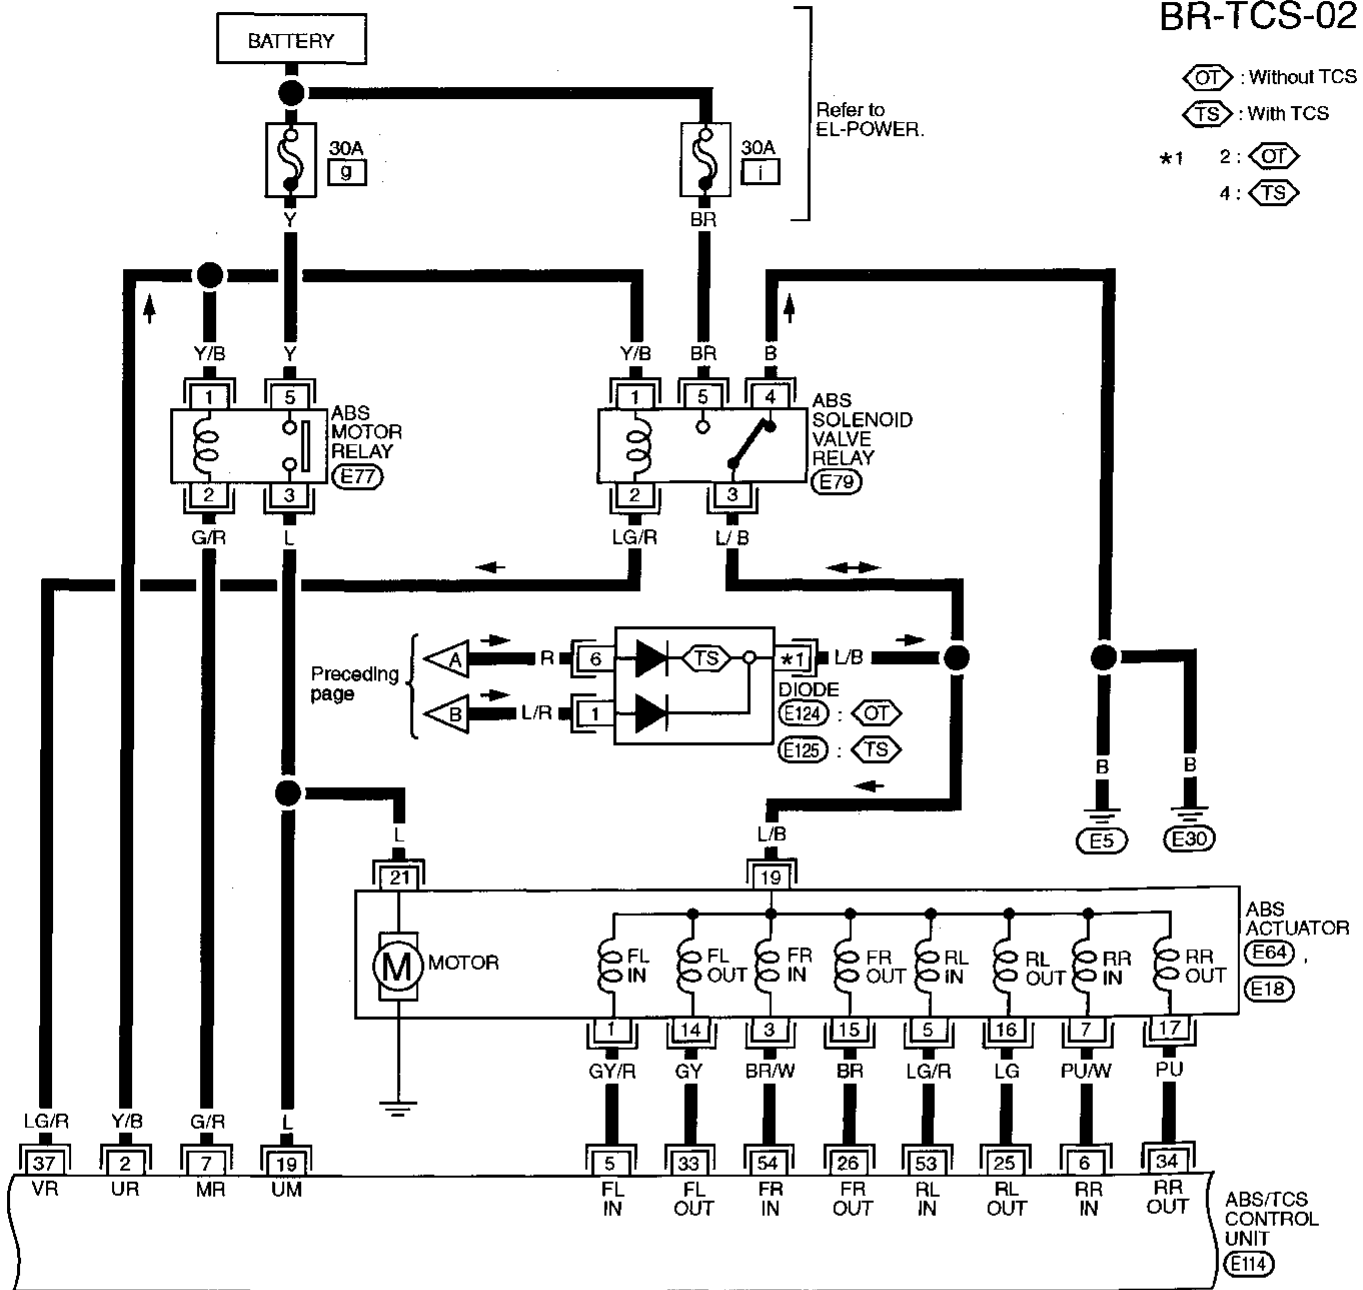 BR-TCS-02
BATTERY
OT : Without TCS
TS : With TCS
*1 2 : OT
4 : TS
Refer to
EL-POWER.
30A
g
30A
i
Y
BR
Y/B
Y
Y/B
BR
B
1
5
1
5
4
ABS
MOTOR
RELAY
E77
ABS
SOLENOID
VALVE
RELAY
E79
2
3
2
3
G/R
L
LG/R
L/ B
Preceding
page
A
R
6
TS
*1
L/B
B
L/R
1
DIODE
E124 : OT
E125 : TS
B
B
E5
E30
L
L/B
21
19
ABS
ACTUATOR
E64 ,
E18
M
MOTOR
FL
IN
FL
OUT
FR
IN
FR
OUT
RL
IN
RL
OUT
RR
IN
RR
OUT
1
14
3
15
5
16
7
17
GY/R
GY
BR/W
BR
LG/R
LG
PU/W
PU
LG/R
Y/B
G/R
L
37
2
7
19
5
33
54
26
53
25
6
34
VR
UR
MR
UM
FL
IN
FL
OUT
FR
IN
FR
OUT
RL
IN
RL
OUT
RR
IN
RR
OUT
ABS/TCS
CONTROL
UNIT
E114